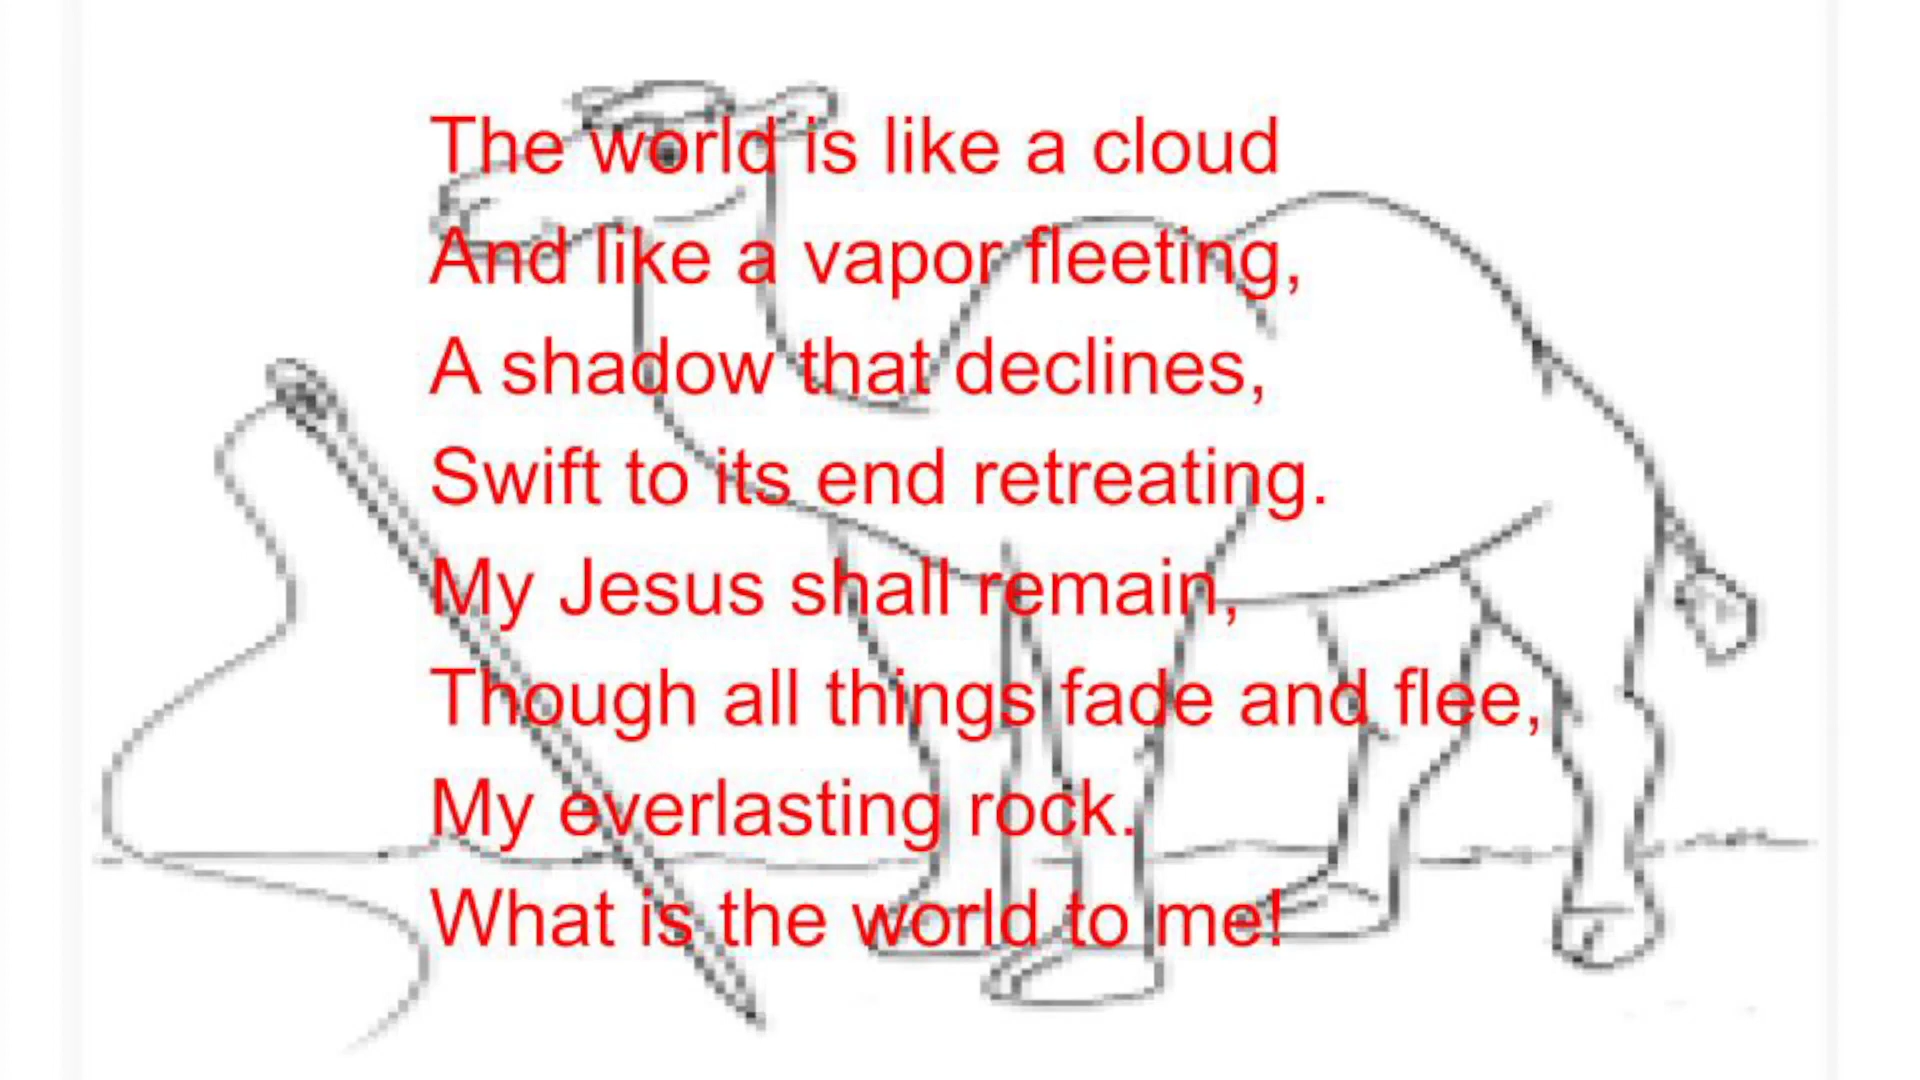 The world is like a cloud
And like a vapor fleeting,
A shadow that declines,
Swift to its end retreating.
My Jesus shall remain,
Though all things fade and flee,
My everlasting rock.
What is the world to me!